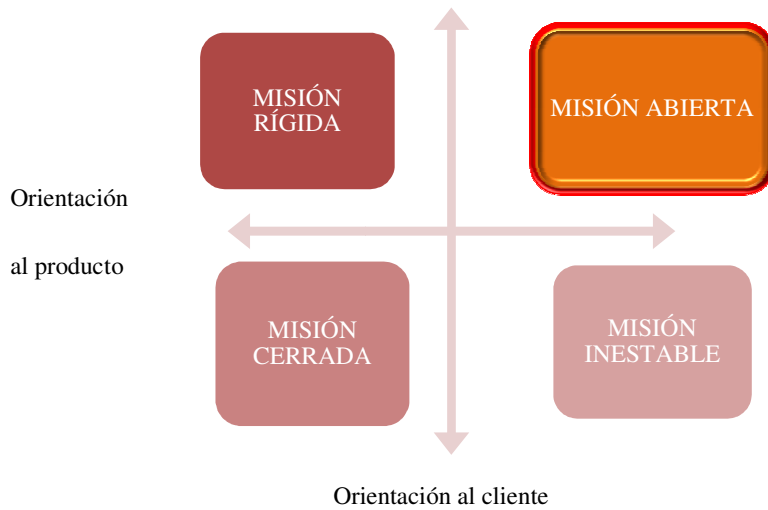 MISIÓN
RÍGIDA
MISIÓN ABIERTA
Orientación
al producto
MISIÓN
CERRADA
MISIÓN
INESTABLE
Orientación al cliente